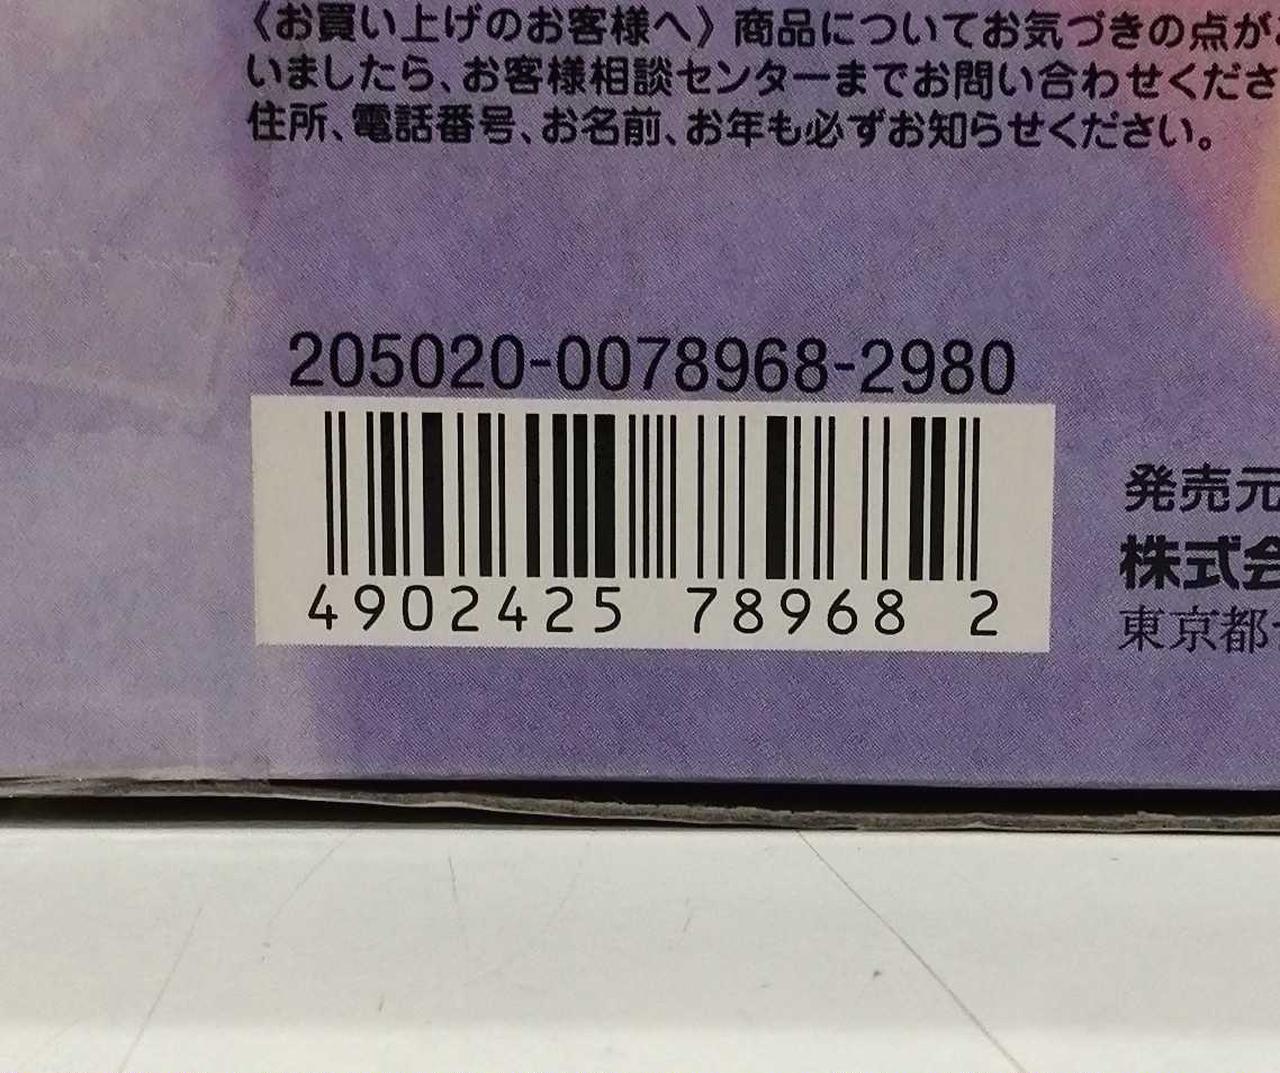 〈お買い上げのお客様へ〉商品についてお気づきの点が
いましたら、お客様相談センターまでお問い合わせくださ
住所、電話番号、お名前、お年も必ずお知らせください。
205020-0078968-2980
4902425 78968 2
発売元
株式会
東京都